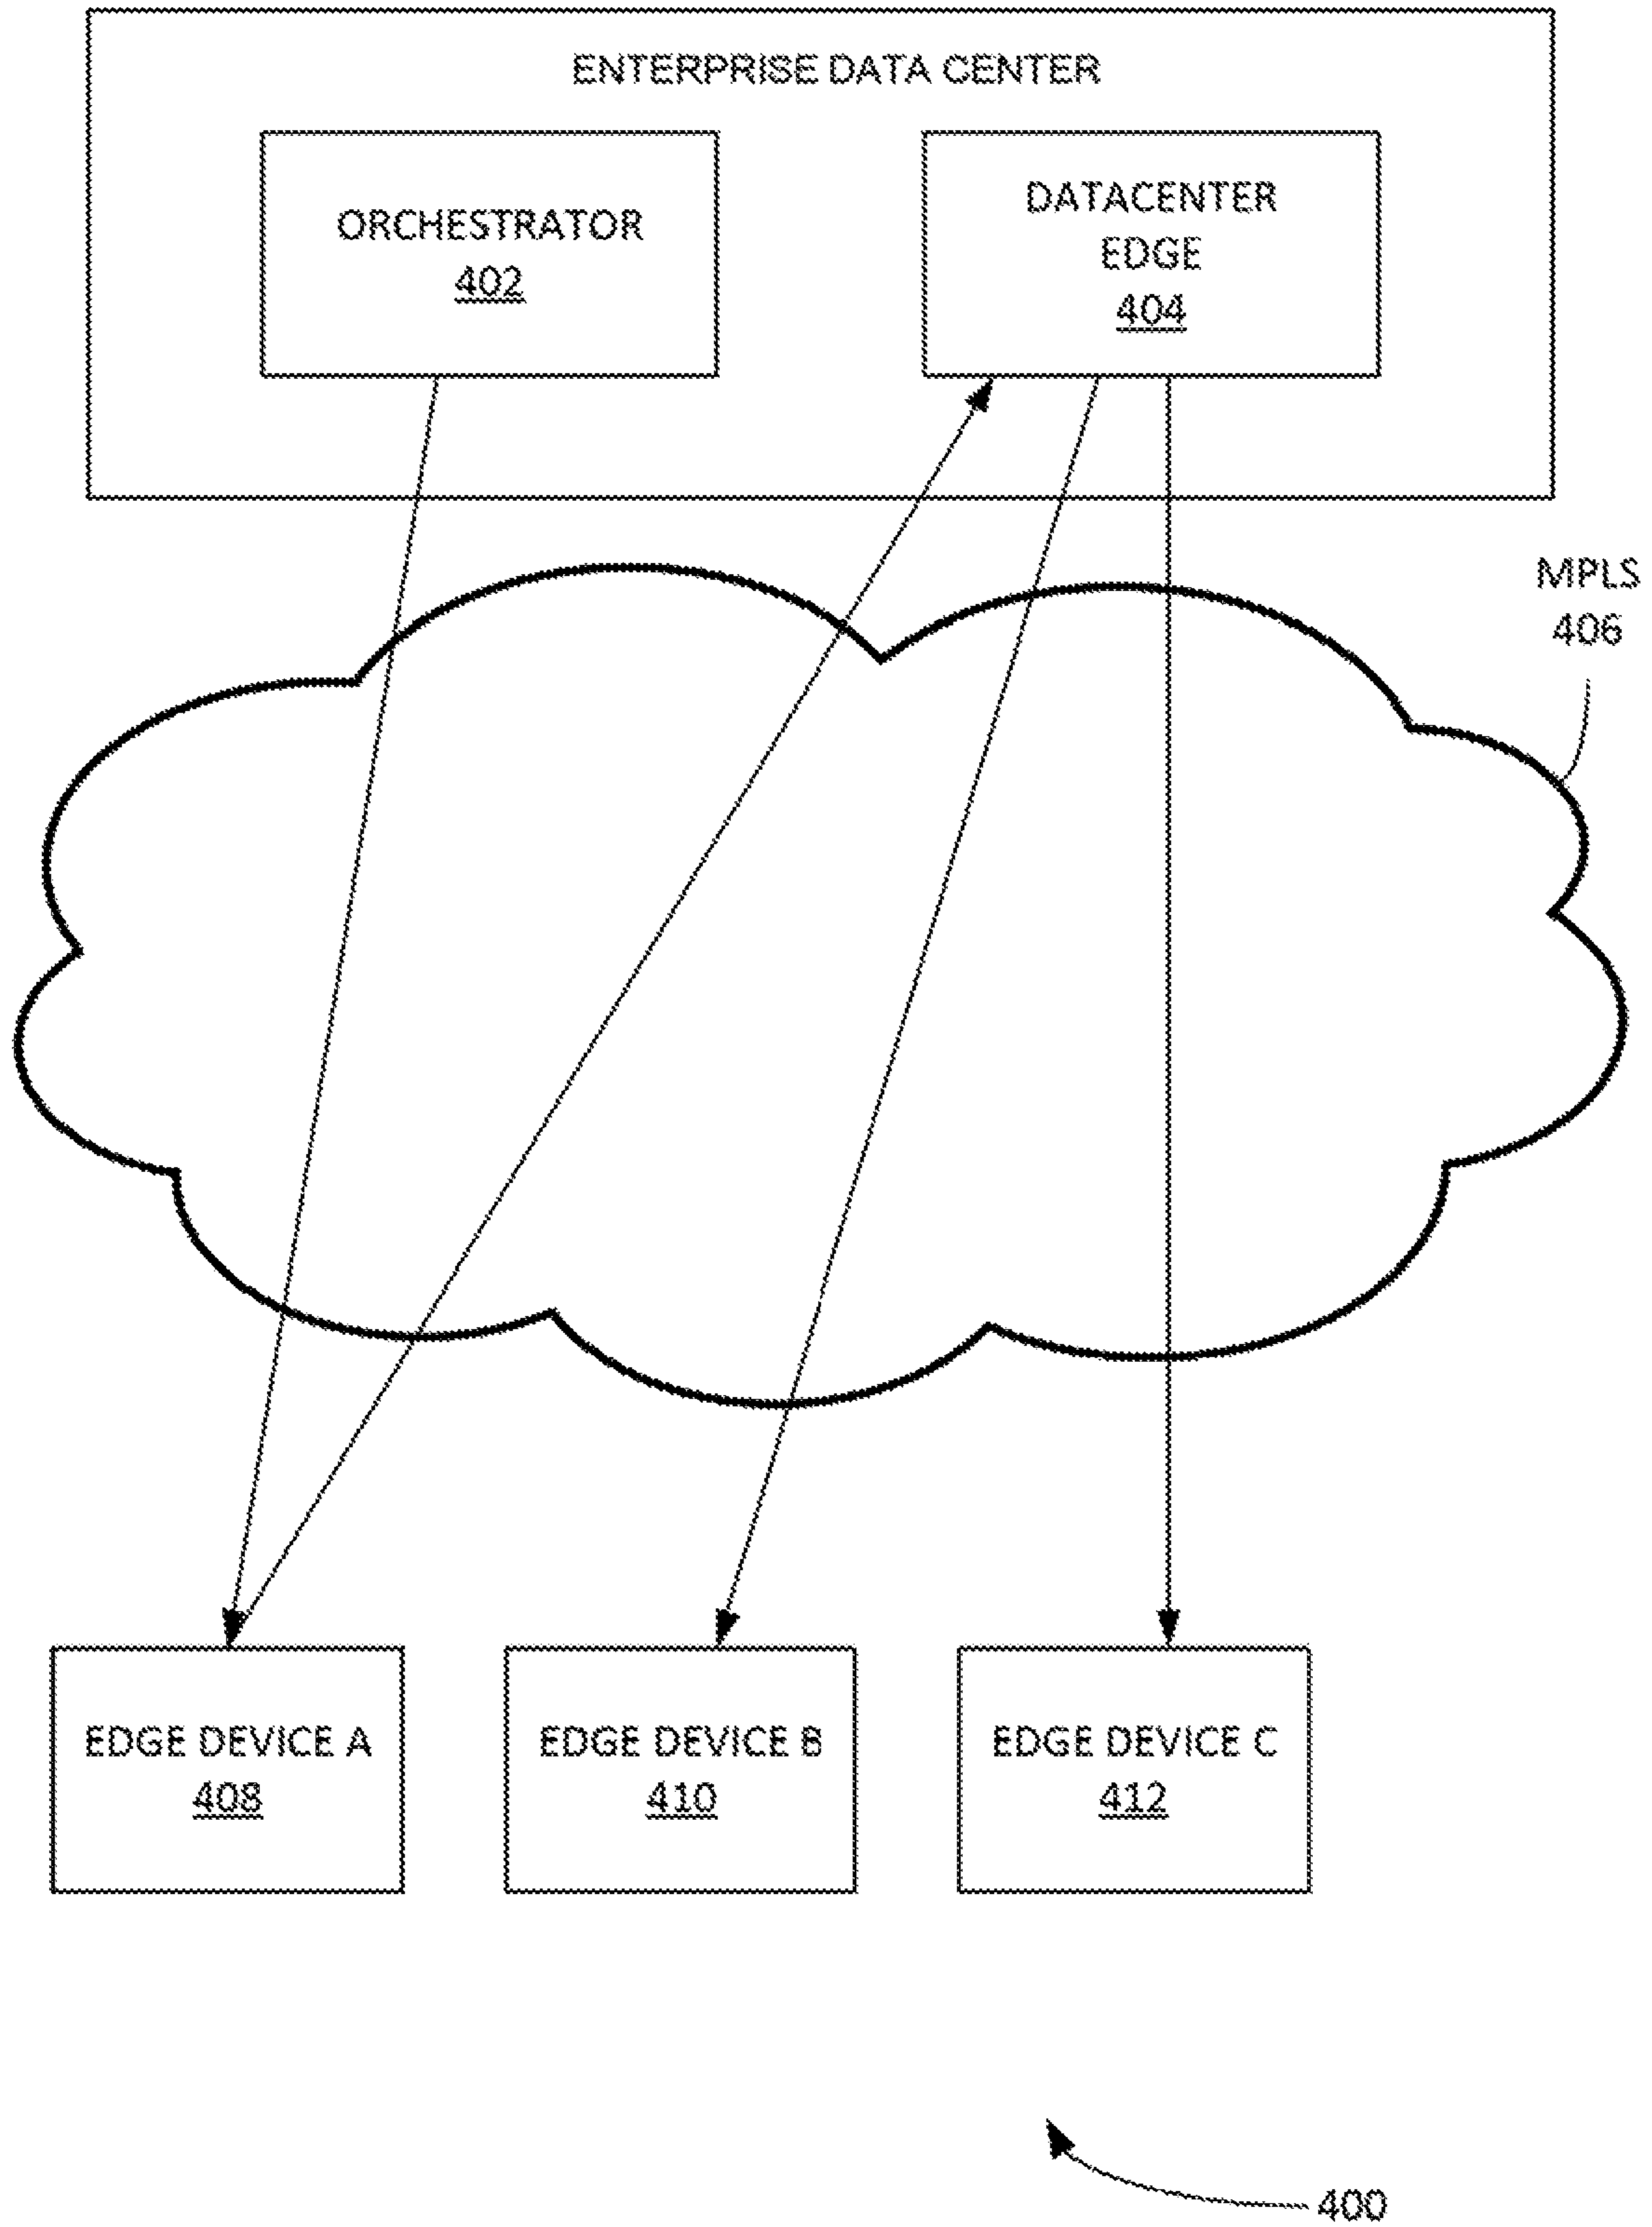 ENTERPRISE DATA CENTER
ORCHESTRATOR
402
DATACENTER
EDGE
404
MPLS
406
EDGE DEVICE A
408
EDGE DEVICE B
410
EDGE DEVICE C
412
400